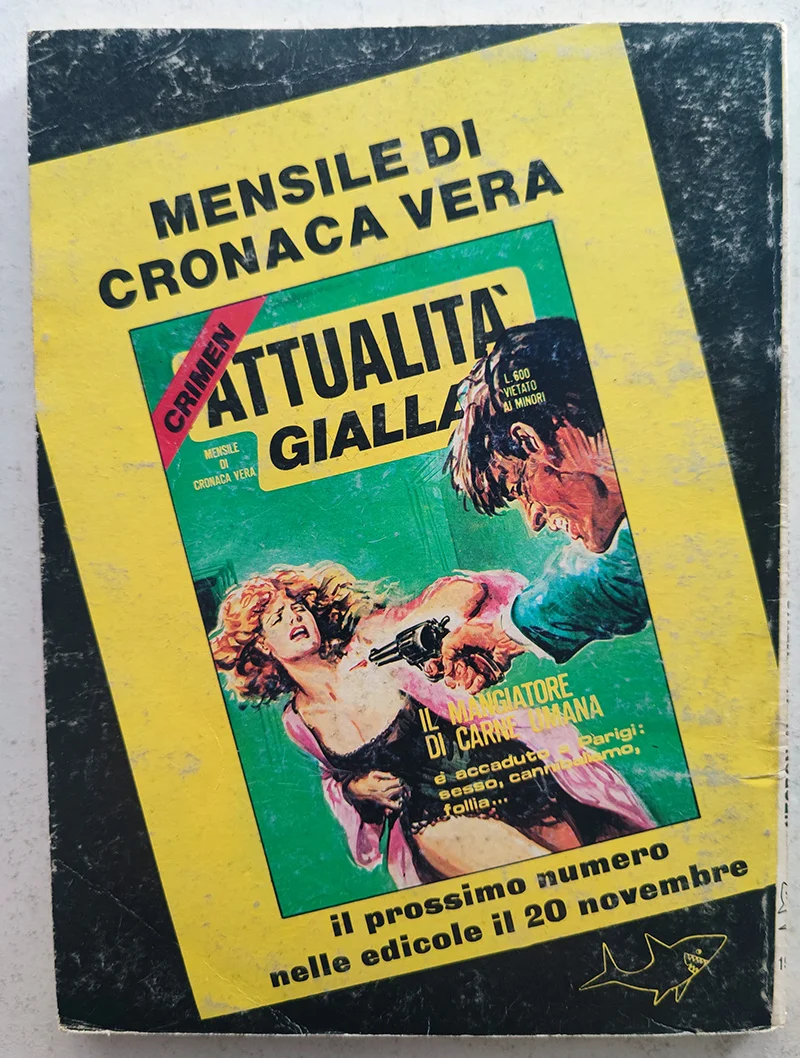 MENSILE DI
CRONACA VERA
CRIMEN
ATTUALITÀ
GIALLA
L. 600
VIETATO
AI MINORI
MENSILE
DI
CRONACA VERA
IL MANGIATORE
DI CARNE UMANA
è accaduto a Parigi:
sesso, cannibalismo,
follia...
il prossimo numero
nelle edicole il 20 novembre